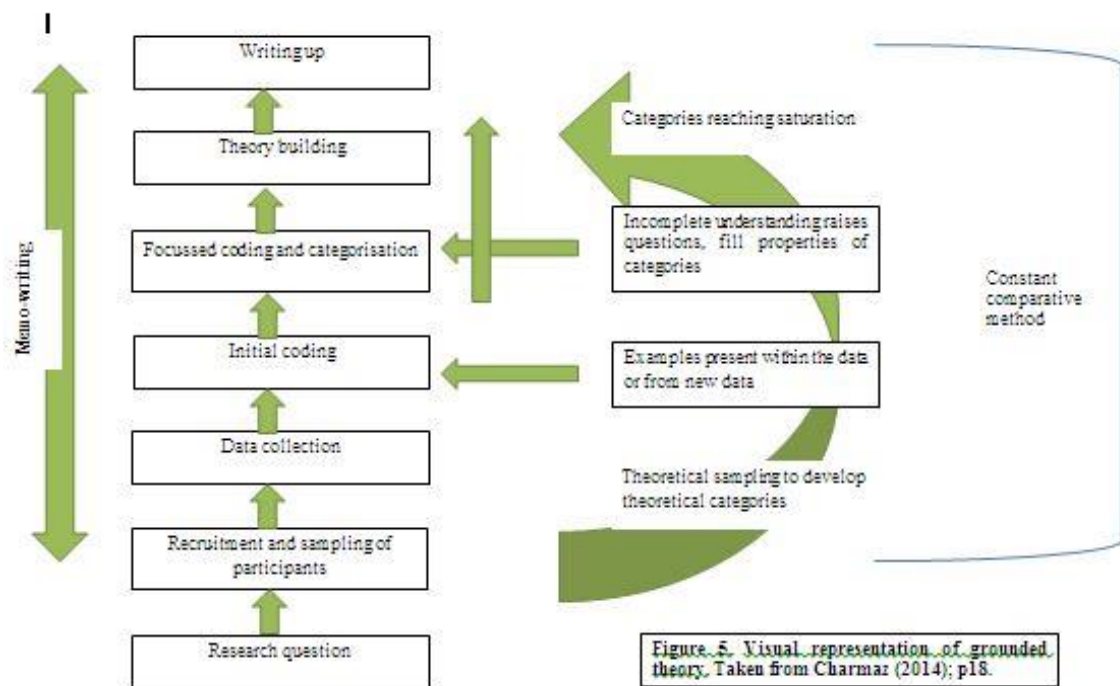 I
Writing up
Theory building
Focussed coding and categorisation
Initial coding
Data collection
Recruitment and sampling of
participants
Research question
Memo-writing
Categories reaching saturation
Incomplete understanding raises
questions, fill properties of
categories
Examples present within the data
or from new data
Theoretical sampling to develop
theoretical categories
Constant
comparative
method
Figure 5. Visual representation of grounded
theory. Taken from Charmaz (2014); p18.